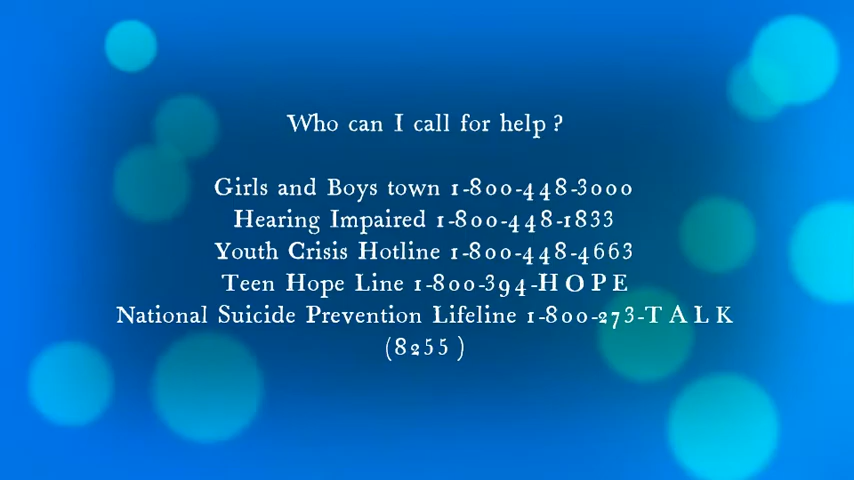 Who can I call for help ?
Girls and Boys town 1-800-448-3000
Hearing Impaired 1-800-448-1833
Youth Crisis Hotline 1-800-448-4663
Teen Hope Line 1-800-394-H O P E
National Suicide Prevention Lifeline 1-800-273-T A L K
(8255 )